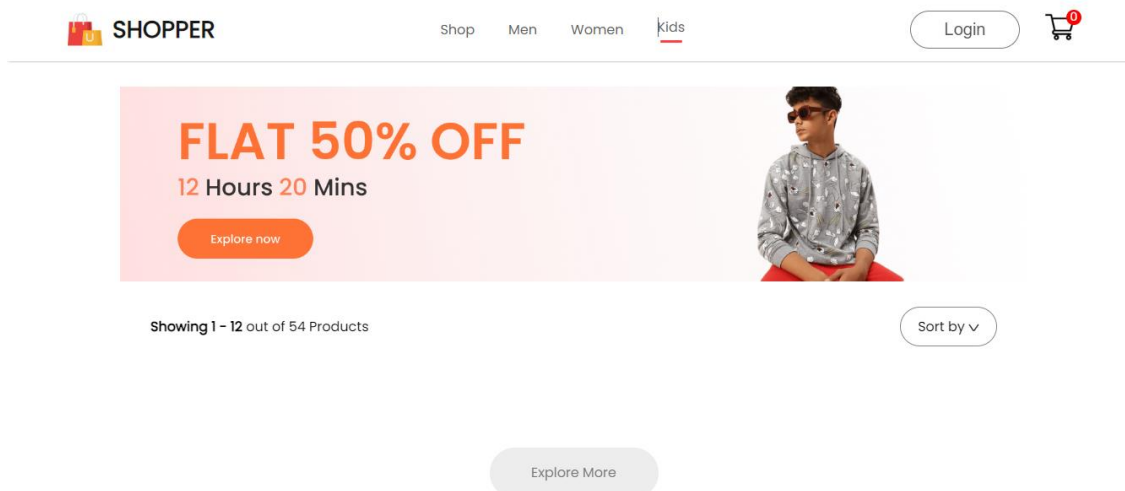 U
SHOPPER
Shop Men Women Kids
Login
0
FLAT 50% OFF
12 Hours 20 Mins
Explore now
Showing 1 - 12 out of 54 Products
Sort by
Explore More